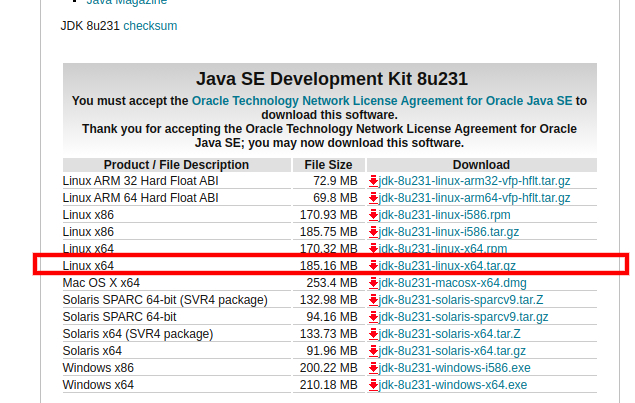 Java Magazine
JDK 8u231 checksum
Java SE Development Kit 8u231
You must accept the Oracle Technology Network License Agreement for Oracle Java SE to
download this software.
Thank you for accepting the Oracle Technology Network License Agreement for Oracle
Java SE; you may now download this software.
Product / File Description File Size Download
Linux ARM 32 Hard Float ABI 72.9 MB jdk-8u231-linux-arm32-vfp-hflt.tar.gz
Linux ARM 64 Hard Float ABI 69.8 MB jdk-8u231-linux-arm64-vfp-hflt.tar.gz
Linux x86 170.93 MB jdk-8u231-linux-i586.rpm
Linux x86 185.75 MB jdk-8u231-linux-i586.tar.gz
Linux x64 170.32 MB jdk-8u231-linux-x64.rpm
Linux x64 185.16 MB jdk-8u231-linux-x64.tar.gz
Mac OS X x64 253.4 MB jdk-8u231-macosx-x64.dmg
Solaris SPARC 64-bit (SVR4 package) 132.98 MB jdk-8u231-solaris-sparcv9.tar.Z
Solaris SPARC 64-bit 94.16 MB jdk-8u231-solaris-sparcv9.tar.gz
Solaris x64 (SVR4 package) 133.73 MB jdk-8u231-solaris-x64.tar.Z
Solaris x64 91.96 MB jdk-8u231-solaris-x64.tar.gz
Windows x86 200.22 MB jdk-8u231-windows-i586.exe
Windows x64 210.18 MB jdk-8u231-windows-x64.exe